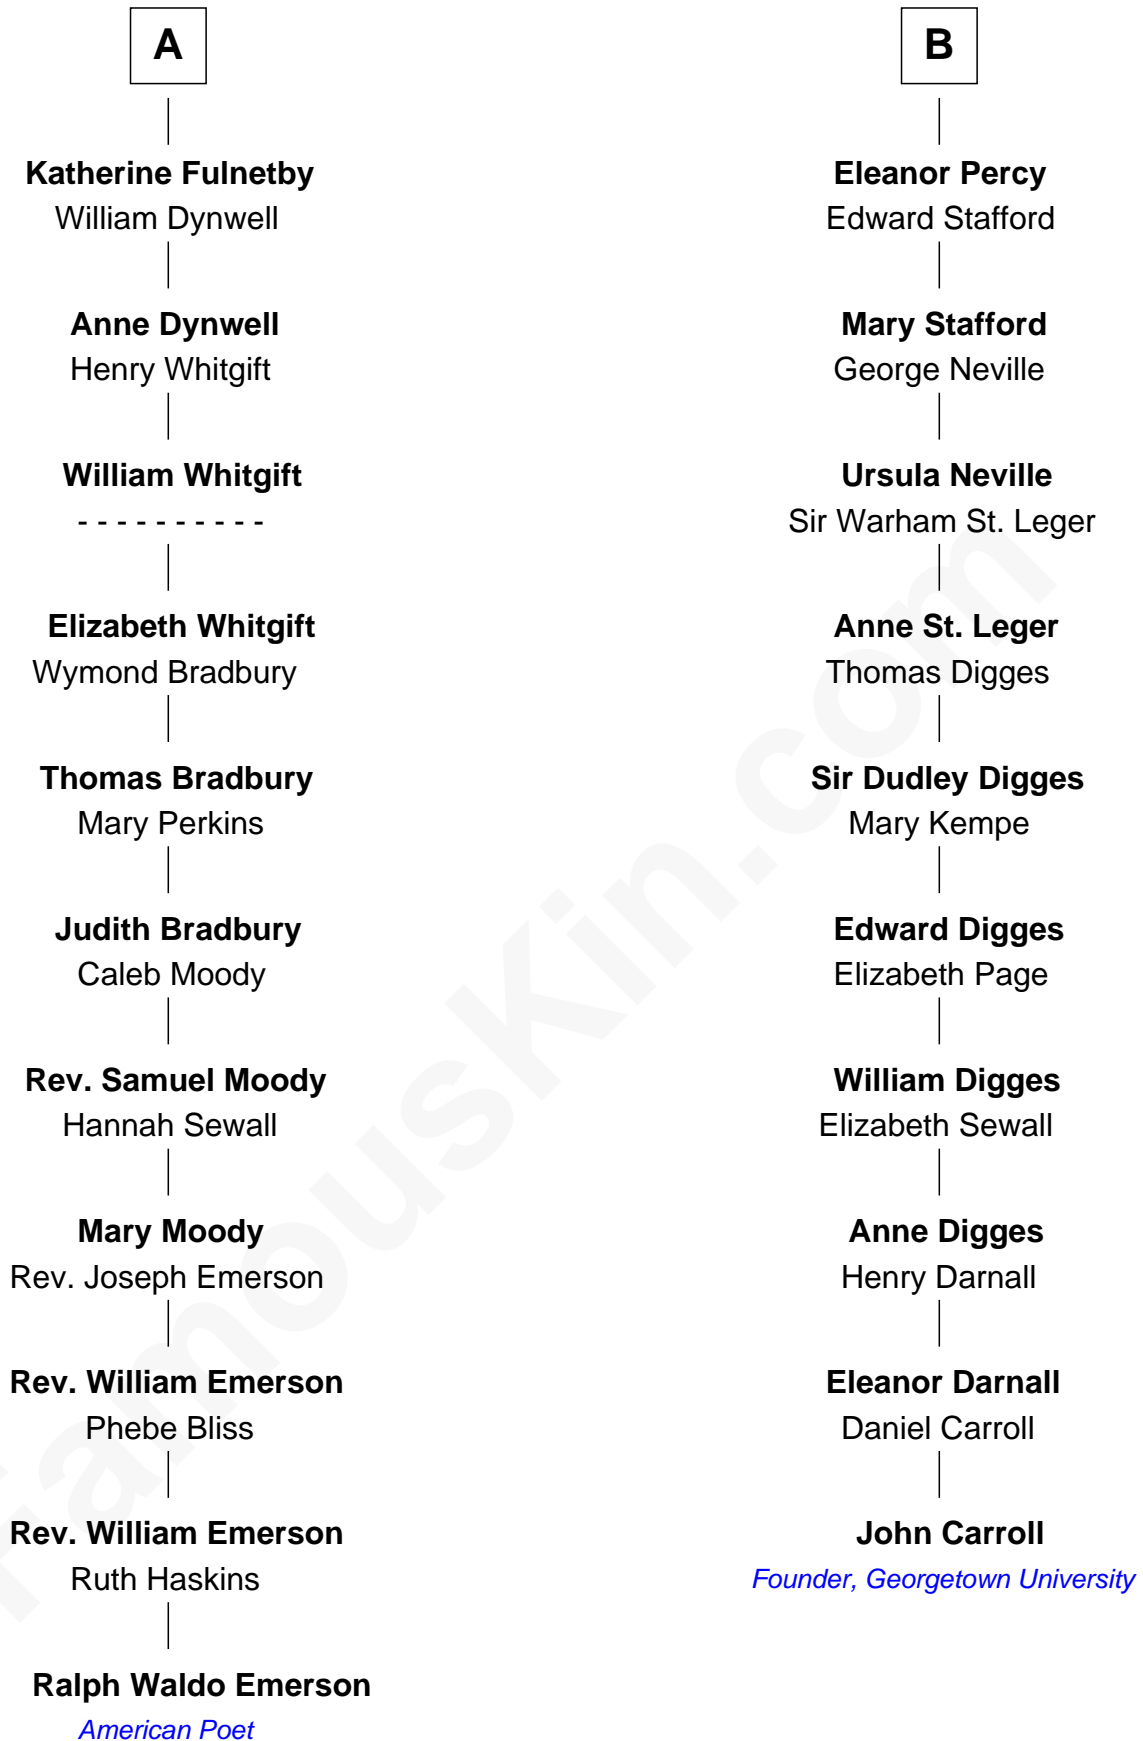 A
Katherine Fulnetby
William Dynwell
Anne Dynwell
Henry Whitgift
William Whitgift
- - - - - - - - - -
Elizabeth Whitgift
Wymond Bradbury
Thomas Bradbury
Mary Perkins
Judith Bradbury
Caleb Moody
Rev. Samuel Moody
Hannah Sewall
Mary Moody
Rev. Joseph Emerson
Rev. William Emerson
Phebe Bliss
Rev. William Emerson
Ruth Haskins
Ralph Waldo Emerson
American Poet
B
Eleanor Percy
Edward Stafford
Mary Stafford
George Neville
Ursula Neville
Sir Warham St. Leger
Anne St. Leger
Thomas Digges
Sir Dudley Digges
Mary Kempe
Edward Digges
Elizabeth Page
William Digges
Elizabeth Sewall
Anne Digges
Henry Darnall
Eleanor Darnall
Daniel Carroll
John Carroll
Founder, Georgetown University
FamousKin.com